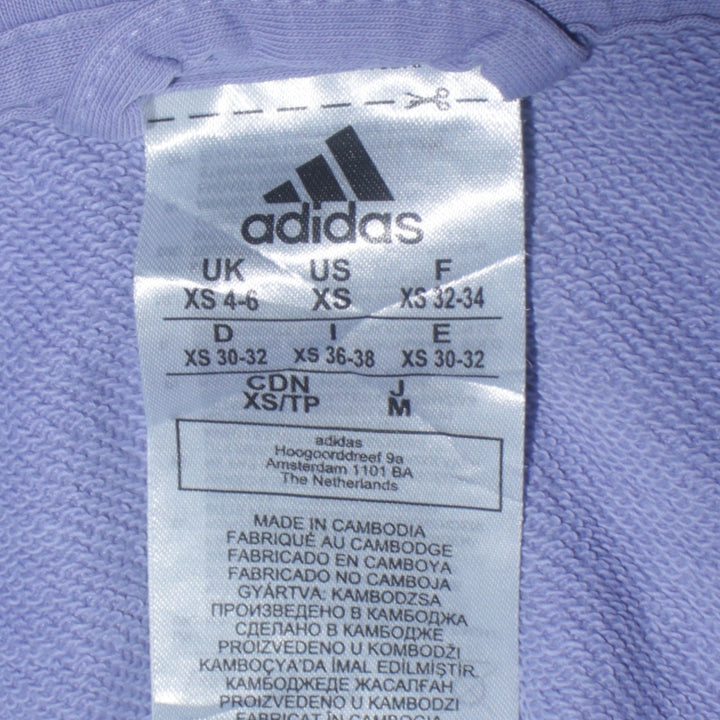 adidas
UK US F
XS 4-6 XS XS 32-34
D I E
XS 30-32 XS 36-38 XS 30-32
CDN J
XS/TP M
adidas
Hoogoorddreef 9a
Amsterdam 1101 BA
The Netherlands
MADE IN CAMBODIA
FABRIQUÉ AU CAMBODGE
FABRICADO EN CAMBOYA
FABRICADO NO CAMBOJA
GYÁRTVA: KAMBODZSA
ПРОИЗВЕДЕНО В КАМБОДЖА
СДЕЛАНО В КАМБОДЖЕ
PROIZVEDENO U KOMBODŽI
KAMBOÇYA'DA İMAL EDİLMİŞTİR
КАМБОДЖЕДЕ ЖАСАЛҒАН
PROIZVEDENO U KAMBODZI
FABRICAT ÎN CAMBOGIA